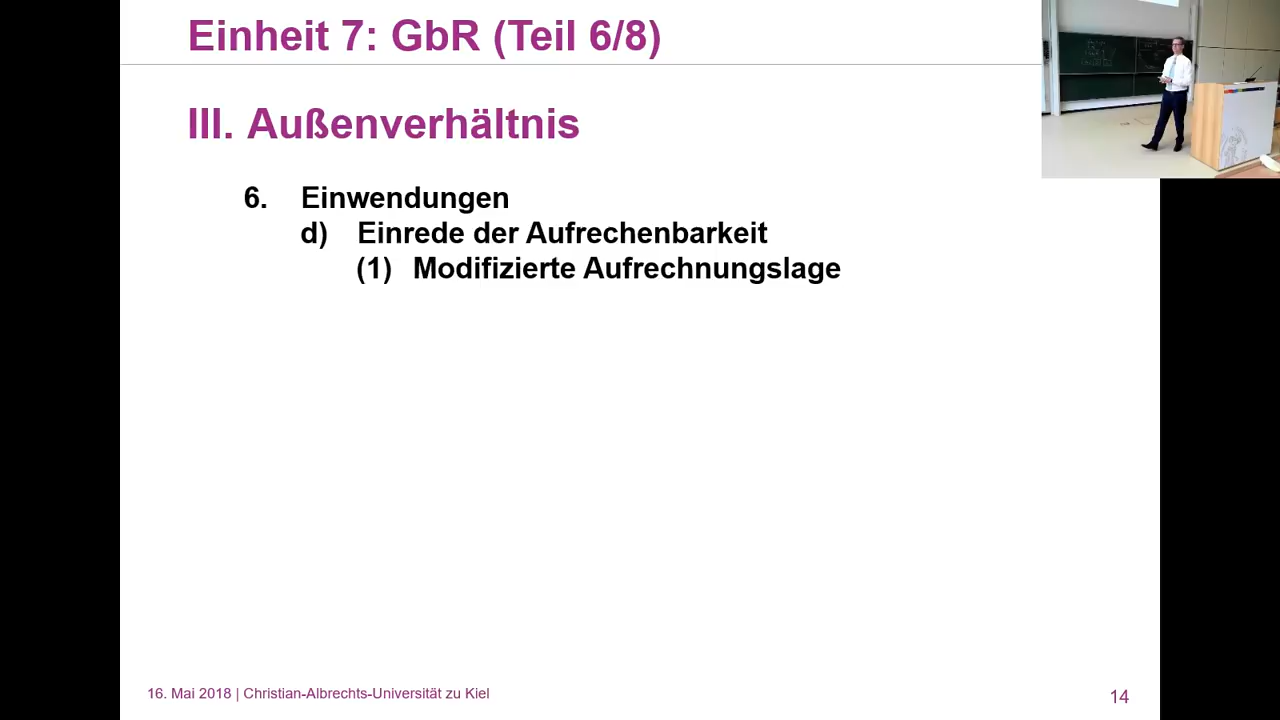 Einheit 7: GbR (Teil 6/8)
III. Außenverhältnis
6. Einwendungen
d) Einrede der Aufrechenbarkeit
(1) Modifizierte Aufrechnungslage
16. Mai 2018 | Christian-Albrechts-Universität zu Kiel
14